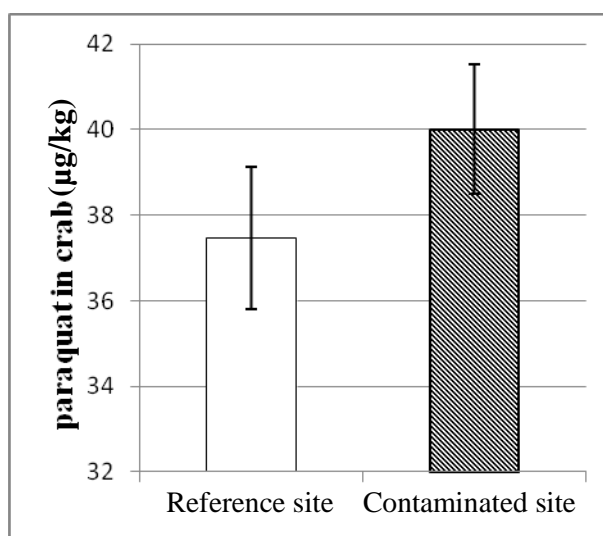 paraquat in crab (µg/kg)
42
40
38
36
34
32
Reference site
Contaminated site